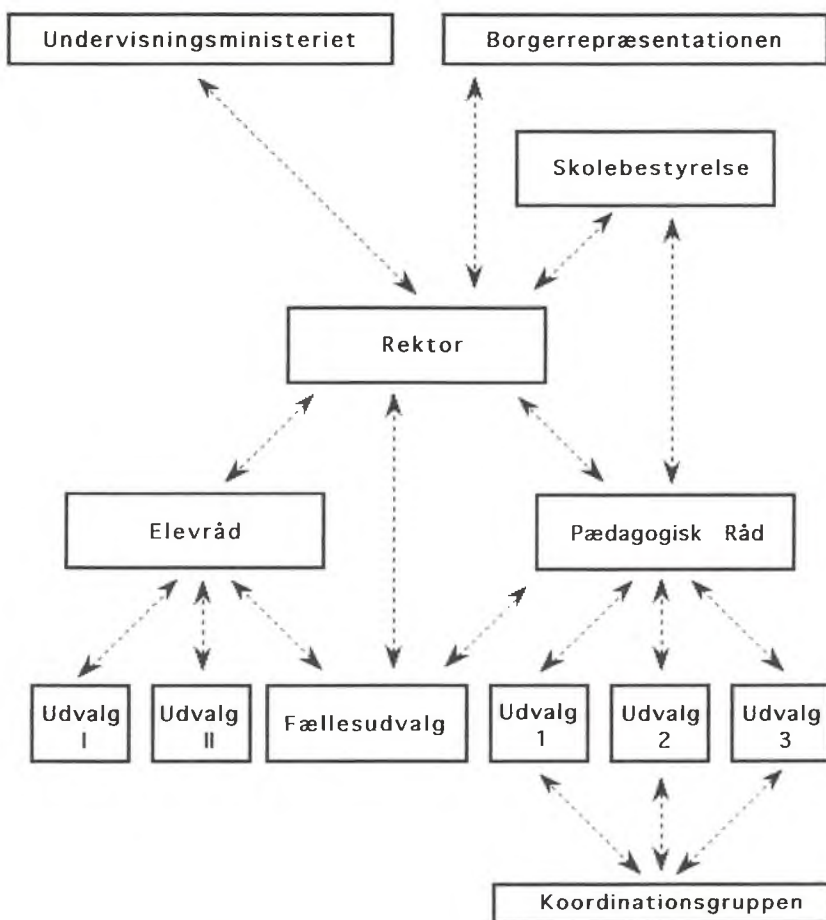 Undervisningsministeriet
Borgerrepræsentationen
Skolebestyrelse
Rektor
Elevråd
Pædagogisk Råd
Udvalg
I
Udvalg
II
Fællesudvalg
Udvalg
1
Udvalg
2
Udvalg
3
Koordinationsgruppen